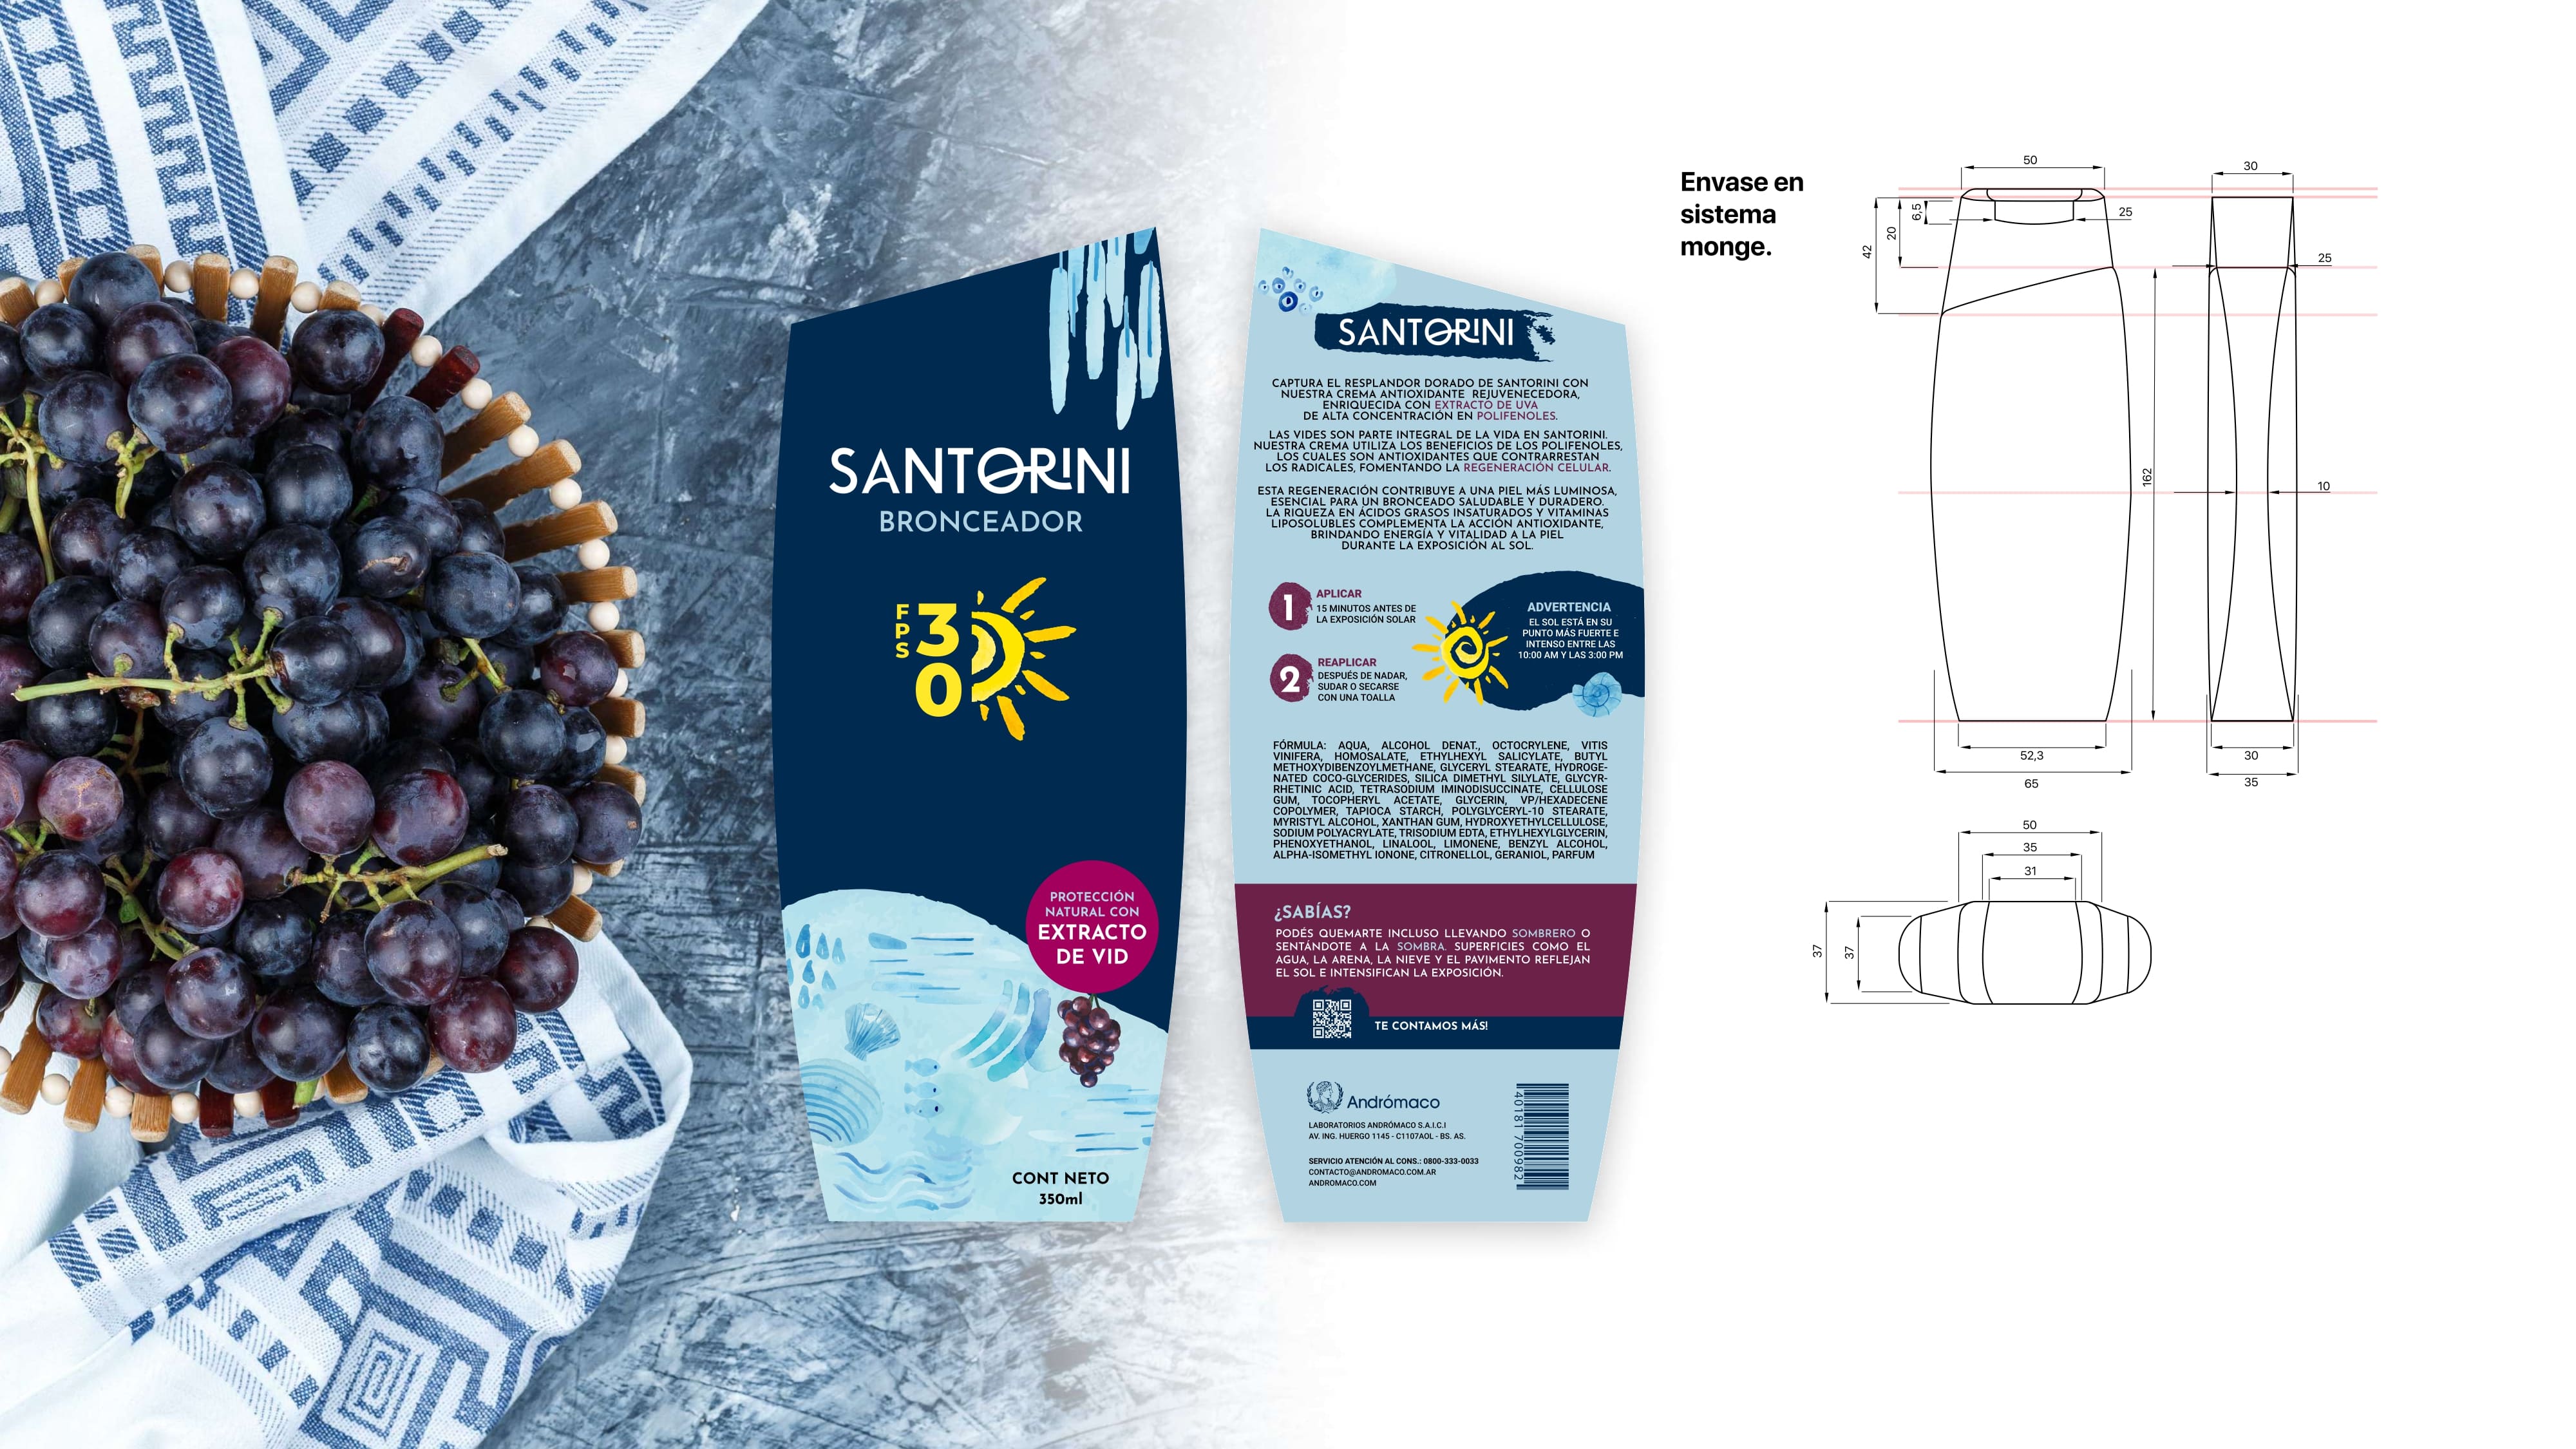 SANTORINI
BRONCEADOR
FPS
30
PROTECCIÓN
NATURAL CON
EXTRACTO
DE VID
CONT NETO
350ml
SANTORINI
CAPTURA EL RESPLANDOR DORADO DE SANTORINI CON
NUESTRA CREMA ANTIOXIDANTE REJUVENECEDORA,
ENRIQUECIDA CON EXTRACTO DE UVA
DE ALTA CONCENTRACIÓN EN POLIFENOLES.
LAS VIDES SON PARTE INTEGRAL DE LA VIDA EN SANTORINI.
NUESTRA CREMA UTILIZA LOS BENEFICIOS DE LOS POLIFENOLES,
LOS CUALES SON ANTIOXIDANTES QUE CONTRARRESTAN
LOS RADICALES, FOMENTANDO LA REGENERACIÓN CELULAR.
ESTA REGENERACIÓN CONTRIBUYE A UNA PIEL MÁS LUMINOSA,
ESENCIAL PARA UN BRONCEADO SALUDABLE Y DURADERO.
LA RIQUEZA EN ÁCIDOS GRASOS INSATURADOS Y VITAMINAS
LIPOSOLUBLES COMPLEMENTA LA ACCIÓN ANTIOXIDANTE,
BRINDANDO ENERGÍA Y VITALIDAD A LA PIEL
DURANTE LA EXPOSICIÓN AL SOL.
1
APLICAR
15 MINUTOS ANTES DE
LA EXPOSICIÓN SOLAR
2
REAPLICAR
DESPUÉS DE NADAR,
SUDAR O SECARSE
CON UNA TOALLA
ADVERTENCIA
EL SOL ESTÁ EN SU
PUNTO MÁS FUERTE E
INTENSO ENTRE LAS
10:00 AM Y LAS 3:00 PM
FÓRMULA: AQUA, ALCOHOL DENAT., OCTOCRYLENE, VITIS
VINIFERA, HOMOSALATE, ETHYLHEXYL SALICYLATE, BUTYL
METHOXYDIBENZOYLMETHANE, GLYCERYL STEARATE, HYDROGE-
NATED COCO-GLYCERIDES, SILICA DIMETHYL SILYLATE, GLYCYR-
RHETINIC ACID, TETRASODIUM IMINODISUCCINATE, CELLULOSE
GUM, TOCOPHERYL ACETATE, GLYCERIN, VP/HEXADECENE
COPOLYMER, TAPIOCA STARCH, POLYGLYCERYL-10 STEARATE,
MYRISTYL ALCOHOL, XANTHAN GUM, HYDROXYETHYLCELLULOSE,
SODIUM POLYACRYLATE, TRISODIUM EDTA, ETHYLHEXYLGLYCERIN,
PHENOXYETHANOL, LINALOOL, LIMONENE, BENZYL ALCOHOL,
ALPHA-ISOMETHYL IONONE, CITRONELLOL, GERANIOL, PARFUM
¿SABÍAS?
PODÉS QUEMARTE INCLUSO LLEVANDO SOMBRERO O
SENTÁNDOTE A LA SOMBRA. SUPERFICIES COMO EL
AGUA, LA ARENA, LA NIEVE Y EL PAVIMENTO REFLEJAN
EL SOL E INTENSIFICAN LA EXPOSICIÓN.
TE CONTAMOS MÁS!
Andrómaco
LABORATORIOS ANDRÓMACO S.A.I.C.I
AV. ING. HUERGO 1145 - C1107AOL - BS. AS.
SERVICIO ATENCIÓN AL CONS.: 0800-333-0033
CONTACTO@ANDROMACO.COM.AR
ANDROMACO.COM
40181 700982
Envase en
sistema
monge.
50
30
6,5
25
20
42
25
162
10
52,3
65
30
35
50
35
31
37
37